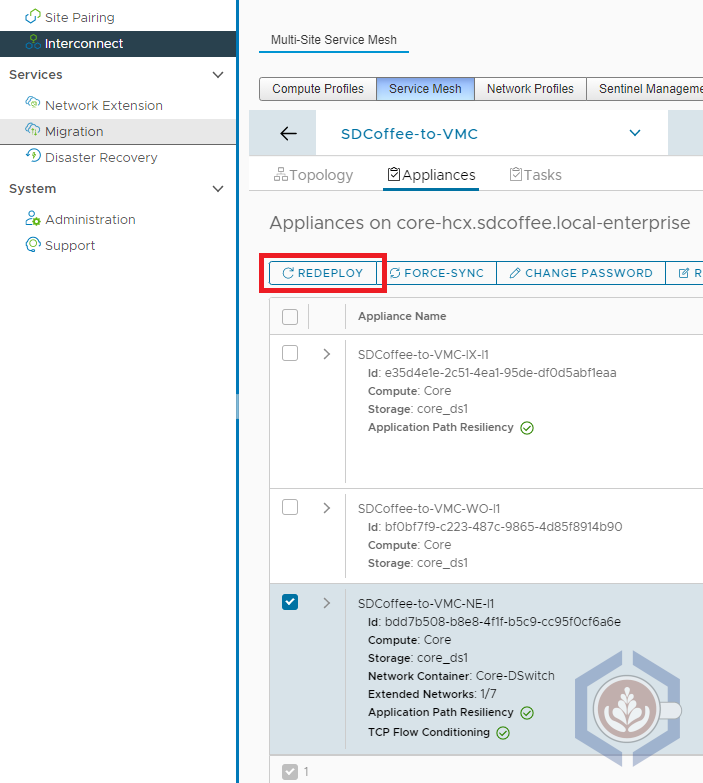 Site Pairing
Interconnect
Services
Network Extension
Migration
Disaster Recovery
System
Administration
Support
Multi-Site Service Mesh
Compute Profiles
Service Mesh
Network Profiles
Sentinel Manageme
SDCoffee-to-VMC
Topology
Appliances
Tasks
Appliances on core-hcx.sdcoffee.local-enterprise
REDEPLOY
FORCE-SYNC
CHANGE PASSWORD
R
Appliance Name
SDCoffee-to-VMC-IX-I1
Id: e35d4e1e-2c51-4ea1-95de-df0d5abf1eaa
Compute: Core
Storage: core_ds1
Application Path Resiliency
SDCoffee-to-VMC-WO-I1
Id: bf0bf7f9-c223-487c-9865-4d85f8914b90
Compute: Core
Storage: core_ds1
SDCoffee-to-VMC-NE-I1
Id: bdd7b508-b8e8-4f1f-b5c9-cc95f0cf6a6e
Compute: Core
Storage: core_ds1
Network Container: Core-DSwitch
Extended Networks: 1/7
Application Path Resiliency
TCP Flow Conditioning
1